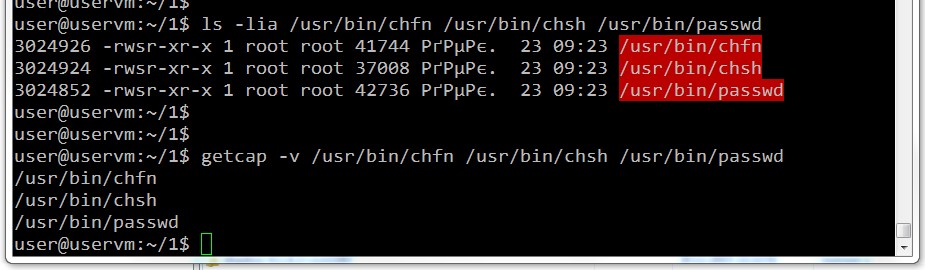 user@uservm:~/1$
user@uservm:~/1$ ls -lia /usr/bin/chfn /usr/bin/chsh /usr/bin/passwd
3024926 -rwsr-xr-x 1 root root 41744 РґРµРє.  23 09:23 /usr/bin/chfn
3024924 -rwsr-xr-x 1 root root 37008 РґРµРє.  23 09:23 /usr/bin/chsh
3024852 -rwsr-xr-x 1 root root 42736 РґРµРє.  23 09:23 /usr/bin/passwd
user@uservm:~/1$
user@uservm:~/1$
user@uservm:~/1$ getcap -v /usr/bin/chfn /usr/bin/chsh /usr/bin/passwd
/usr/bin/chfn
/usr/bin/chsh
/usr/bin/passwd
user@uservm:~/1$